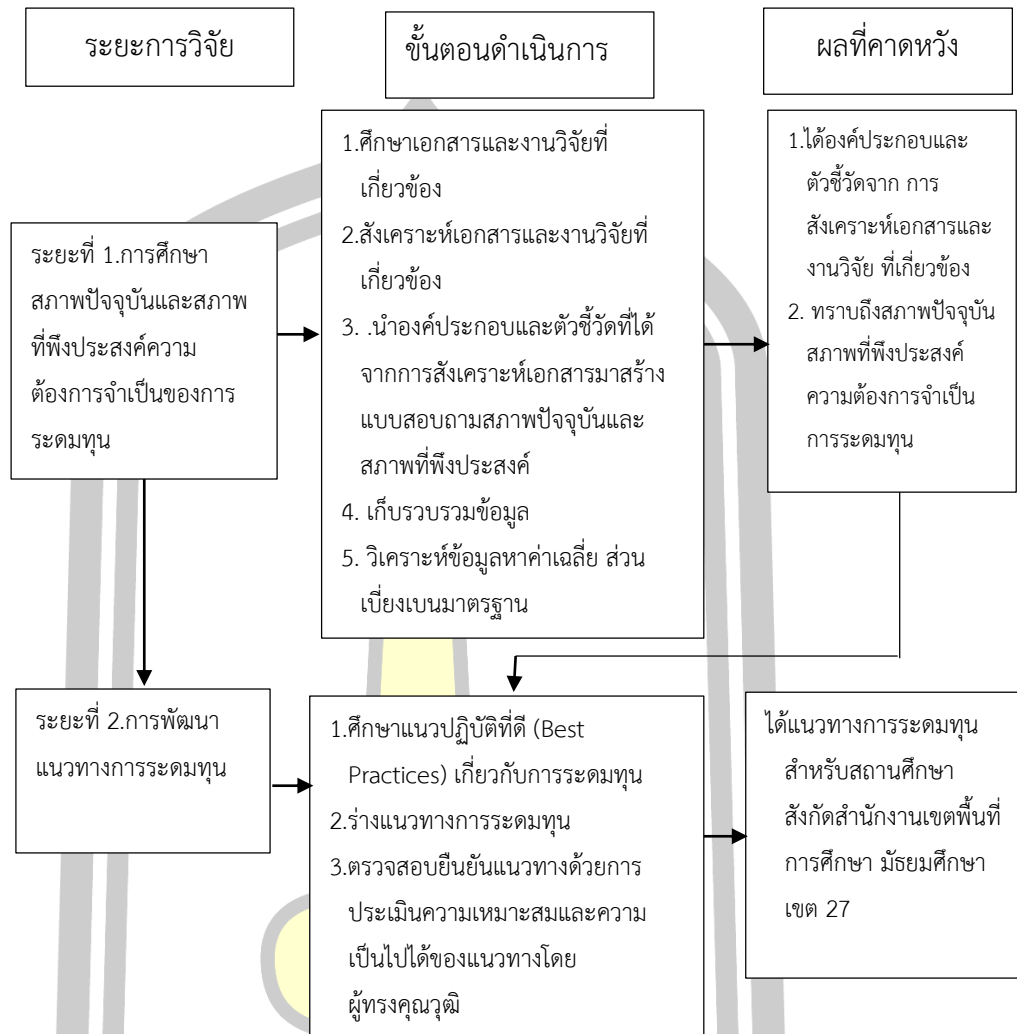 ระยะการวิจัย
ขั้นตอนดำเนินการ
ผลที่คาดหวัง
ระยะที่ 1.การศึกษา
สภาพปัจจุบันและสภาพ
ที่พึงประสงค์ความ
ต้องการจำเป็นของการ
ระดมทุน
1.ศึกษาเอกสารและงานวิจัยที่
เกี่ยวข้อง
2.สังเคราะห์เอกสารและงานวิจัยที่
เกี่ยวข้อง
3. .นำองค์ประกอบและตัวชี้วัดที่ได้
จากการสังเคราะห์เอกสารมาสร้าง
แบบสอบถามสภาพปัจจุบันและ
สภาพที่พึงประสงค์
4. เก็บรวบรวมข้อมูล
5. วิเคราะห์ข้อมูลหาค่าเฉลี่ย ส่วน
เบี่ยงเบนมาตรฐาน
1.ได้องค์ประกอบและ
ตัวชี้วัดจาก การ
สังเคราะห์เอกสารและ
งานวิจัย ที่เกี่ยวข้อง
2. ทราบถึงสภาพปัจจุบัน
สภาพที่พึงประสงค์
ความต้องการจำเป็น
การระดมทุน
ระยะที่ 2.การพัฒนา
แนวทางการระดมทุน
1.ศึกษาแนวปฏิบัติที่ดี (Best
Practices) เกี่ยวกับการระดมทุน
2.ร่างแนวทางการระดมทุน
3.ตรวจสอบยืนยันแนวทางด้วยการ
ประเมินความเหมาะสมและความ
เป็นไปได้ของแนวทางโดย
ผู้ทรงคุณวุฒิ
ได้แนวทางการระดมทุน
สำหรับสถานศึกษา
สังกัดสำนักงานเขตพื้นที่
การศึกษา มัธยมศึกษา
เขต 27